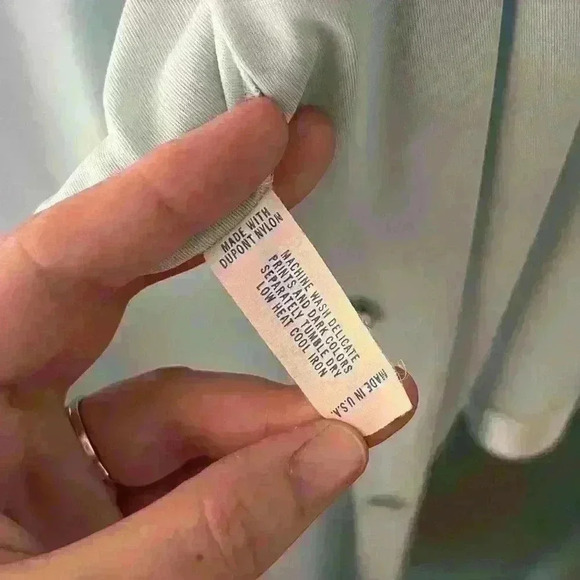 MADE WITH
DUPONT NYLON
MACHINE WASH DELICATE
PRINTS AND DARK COLORS
SEPARATELY TUMBLE DRY
LOW HEAT COOL IRON
MADE IN U.S.A.